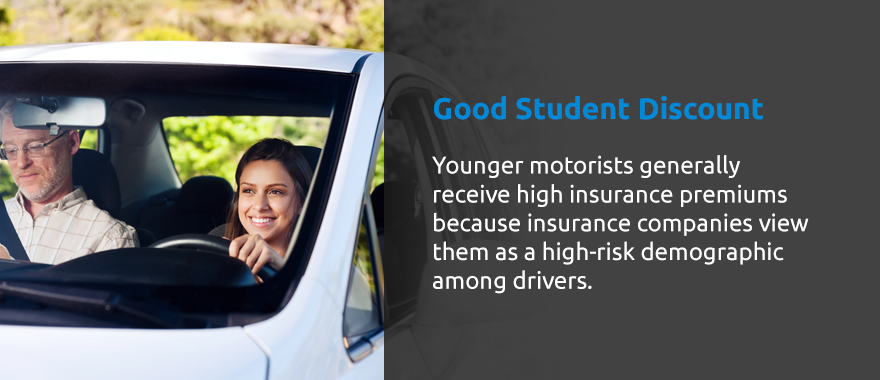 Good Student Discount
Younger motorists generally
receive high insurance premiums
because insurance companies view
them as a high-risk demographic
among drivers.